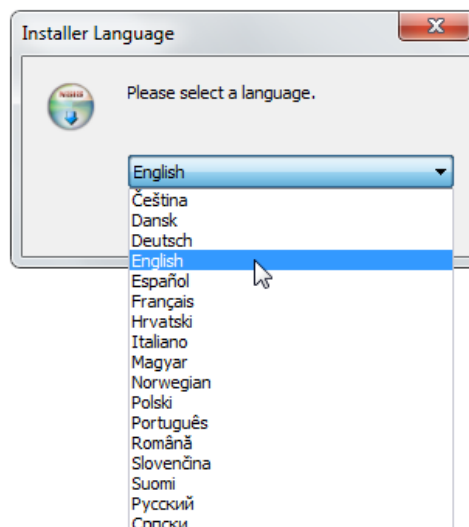 Installer Language
Please select a language.
English
Čeština
Dansk
Deutsch
English
Español
Français
Hrvatski
Italiano
Magyar
Norwegian
Polski
Português
Română
Slovenčina
Suomi
Русский
Српски